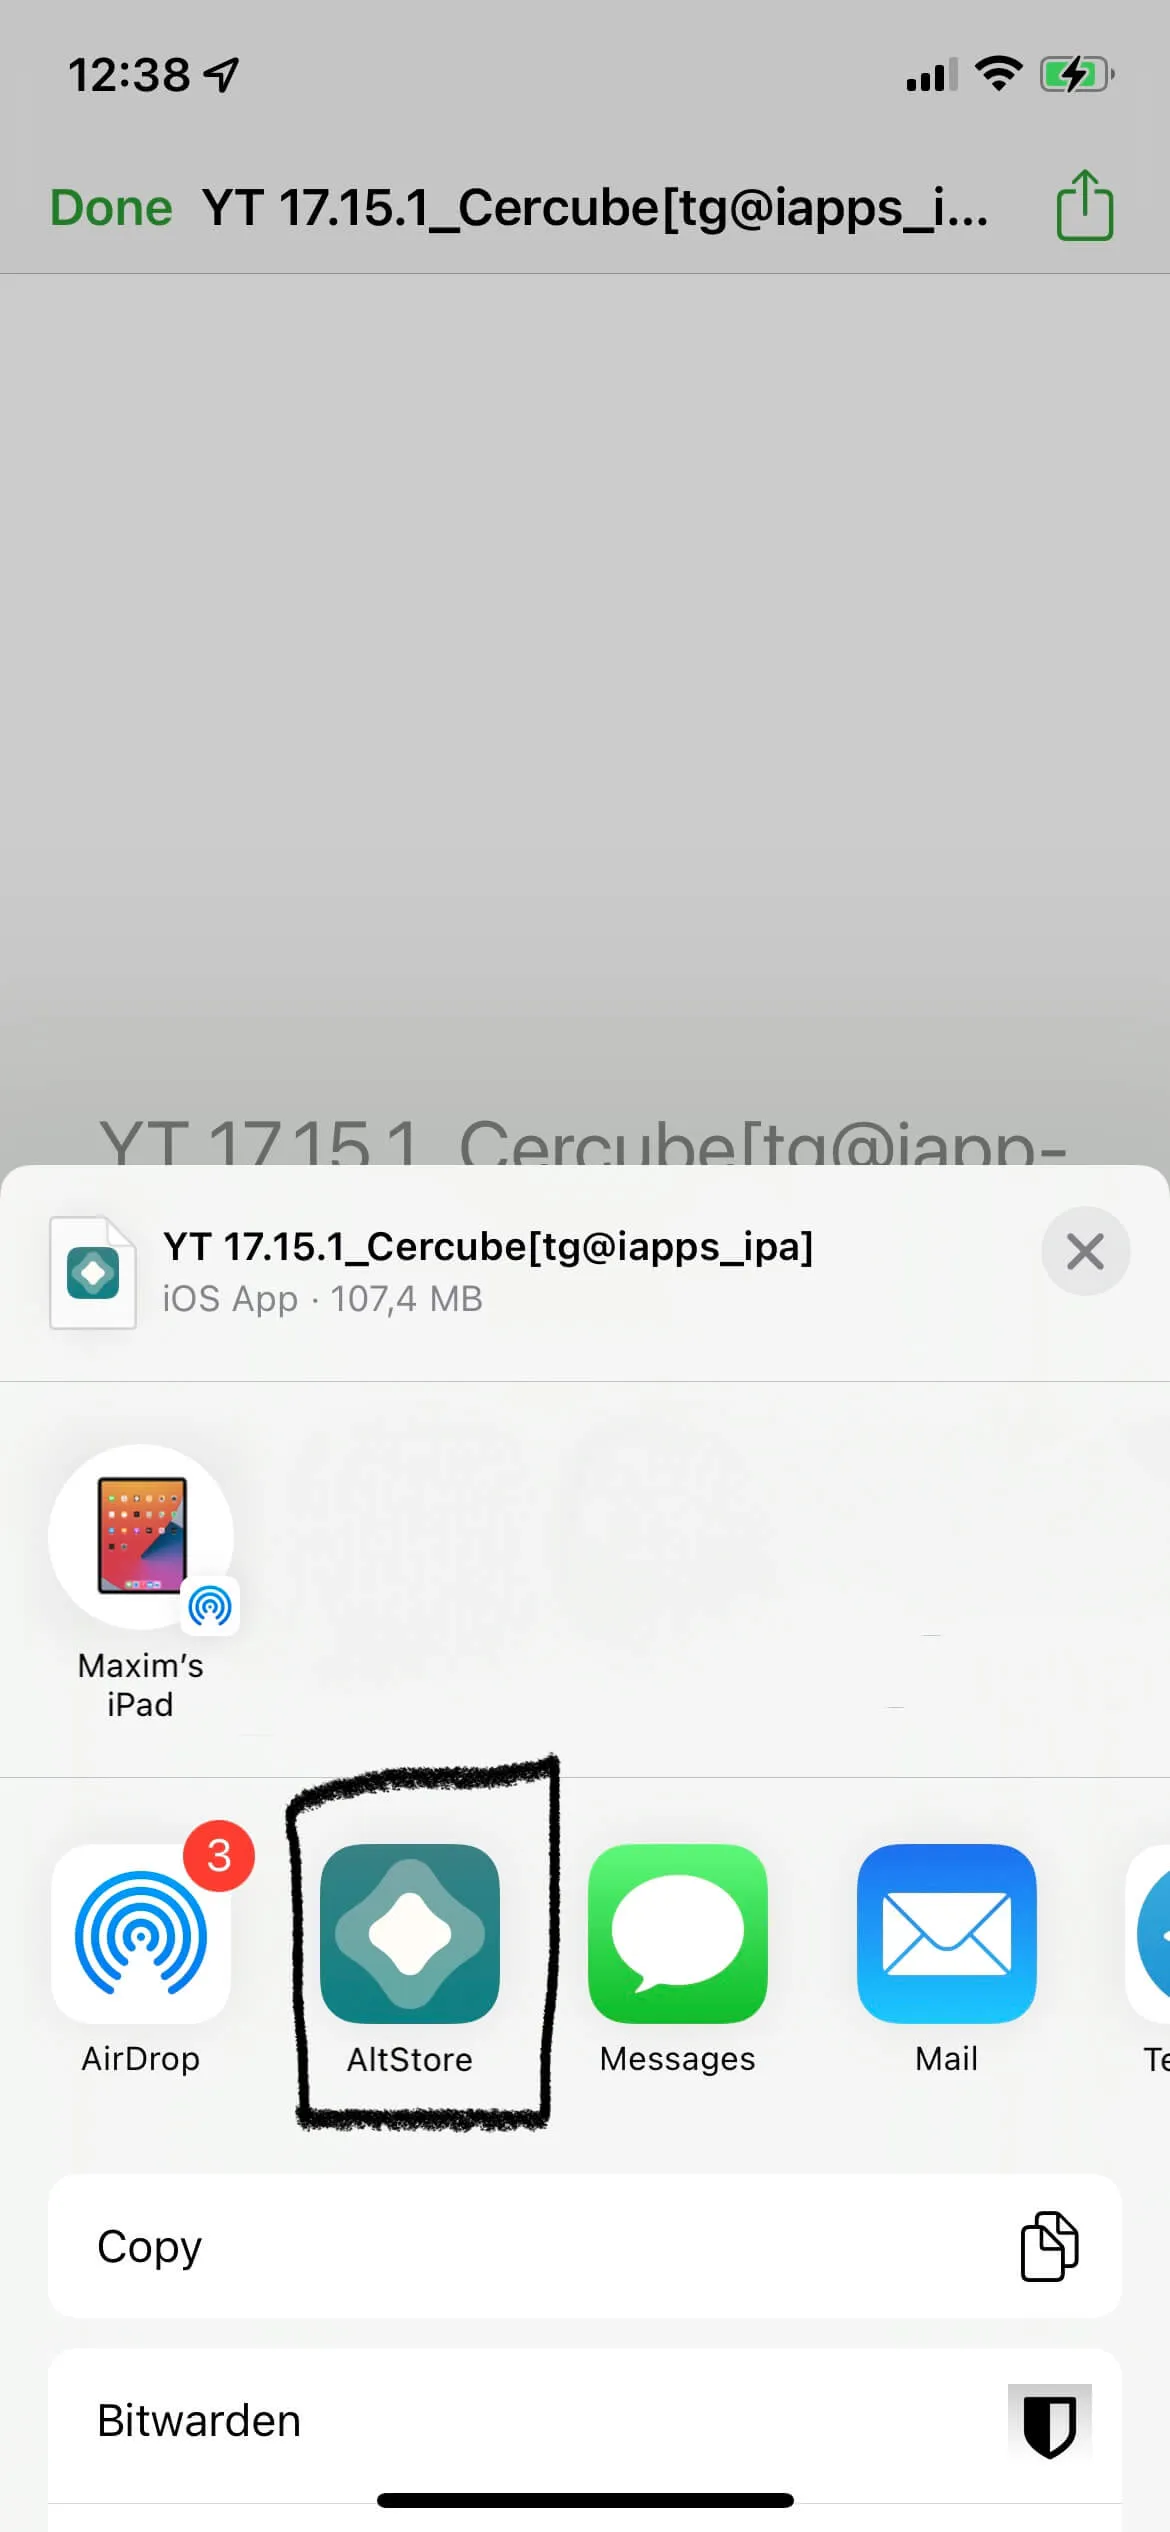 12:38
Done YT 17.15.1_Cercube[tg@iapps_i...
YT 17.15.1_Cercube[tg@iapp-
YT 17.15.1_Cercube[tg@iapps_ipa]
iOS App · 107,4 MB
Maxim’s
iPad
3
AirDrop AltStore Messages Mail Te
Copy
Bitwarden